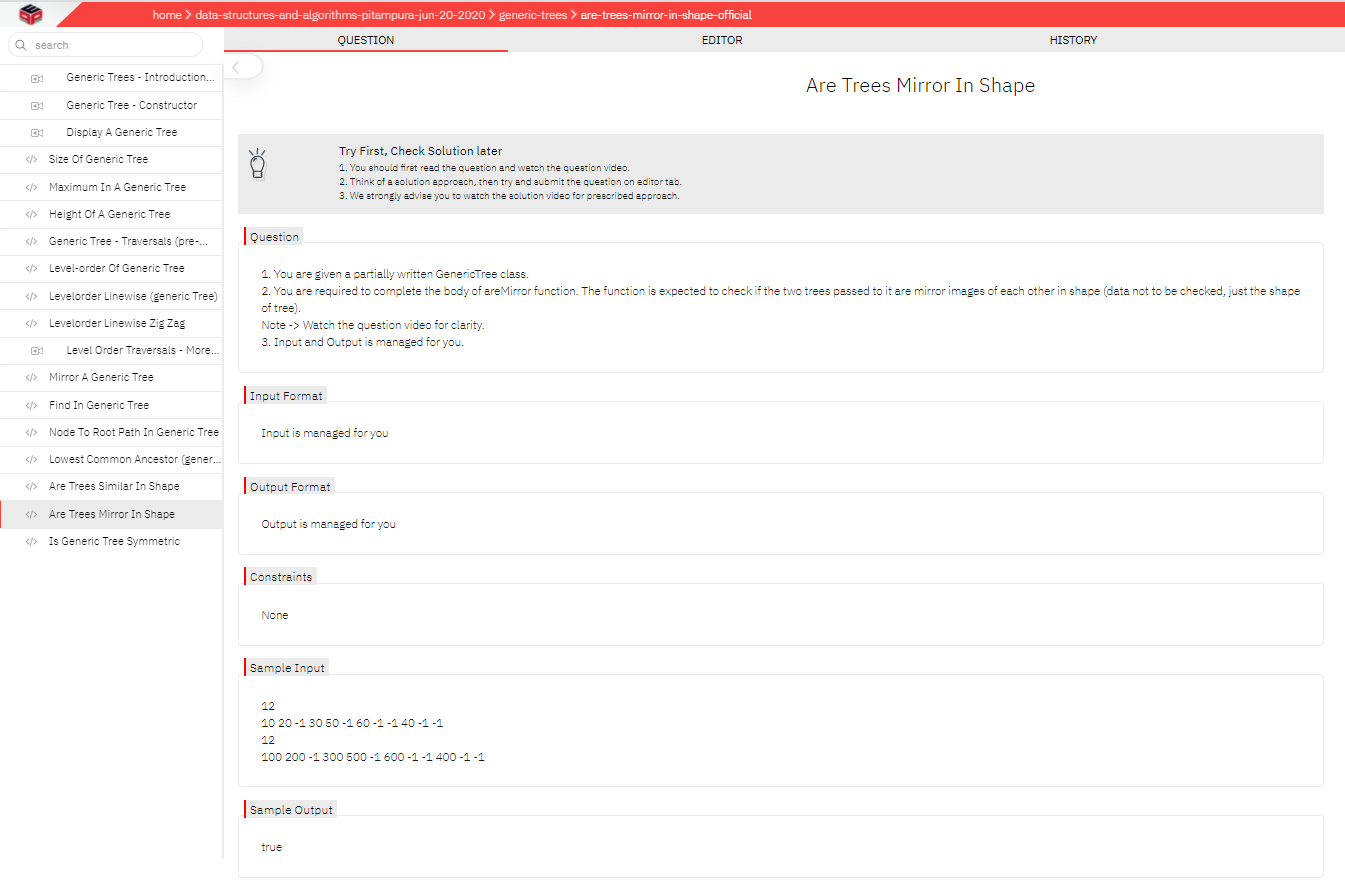 home > data-structures-and-algorithms-pitampura-jun-20-2020 > generic-trees > are-trees-mirror-in-shape-official
search
Generic Trees - Introduction...
Generic Tree - Constructor
Display A Generic Tree
Size Of Generic Tree
Maximum In A Generic Tree
Height Of A Generic Tree
Generic Tree - Traversals (pre-...
Level-order Of Generic Tree
Levelorder Linewise (generic Tree)
Levelorder Linewise Zig Zag
Level Order Traversals - More...
Mirror A Generic Tree
Find In Generic Tree
Node To Root Path In Generic Tree
Lowest Common Ancestor (gener...
Are Trees Similar In Shape
Are Trees Mirror In Shape
Is Generic Tree Symmetric
QUESTION EDITOR HISTORY
Are Trees Mirror In Shape
Try First, Check Solution later
1. You should first read the question and watch the question video.
2. Think of a solution approach, then try and submit the question on editor tab.
3. We strongly advise you to watch the solution video for prescribed approach.
Question
1. You are given a partially written GenericTree class.
2. You are required to complete the body of areMirror function. The function is expected to check if the two trees passed to it are mirror images of each other in shape (data not to be checked, just the shape
of tree).
Note -> Watch the question video for clarity.
3. Input and Output is managed for you.
Input Format
Input is managed for you
Output Format
Output is managed for you
Constraints
None
Sample Input
12
10 20 -1 30 50 -1 60 -1 -1 40 -1 -1
12
100 200 -1 300 500 -1 600 -1 -1 400 -1 -1
Sample Output
true